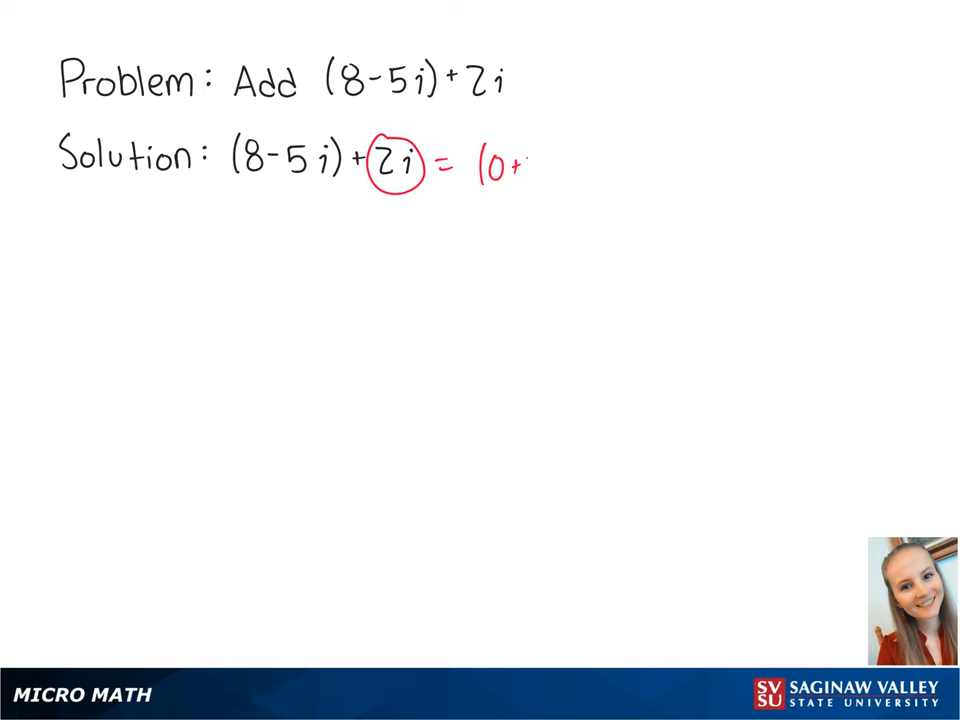 Problem: Add (8-5i)+2i
Solution: (8-5i)+2i = (0+
MICRO MATH
SV
SU
SAGINAW VALLEY
STATE UNIVERSITY